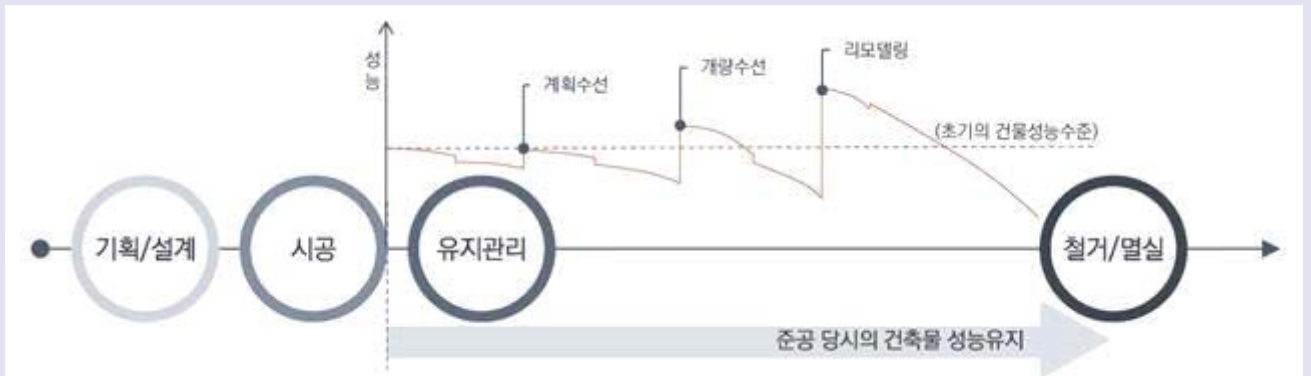 성능
계획수선
개량수선
리모델링
(초기의 건물성능수준)
기획/설계
시공
유지관리
철거/멸실
준공 당시의 건축물 성능유지